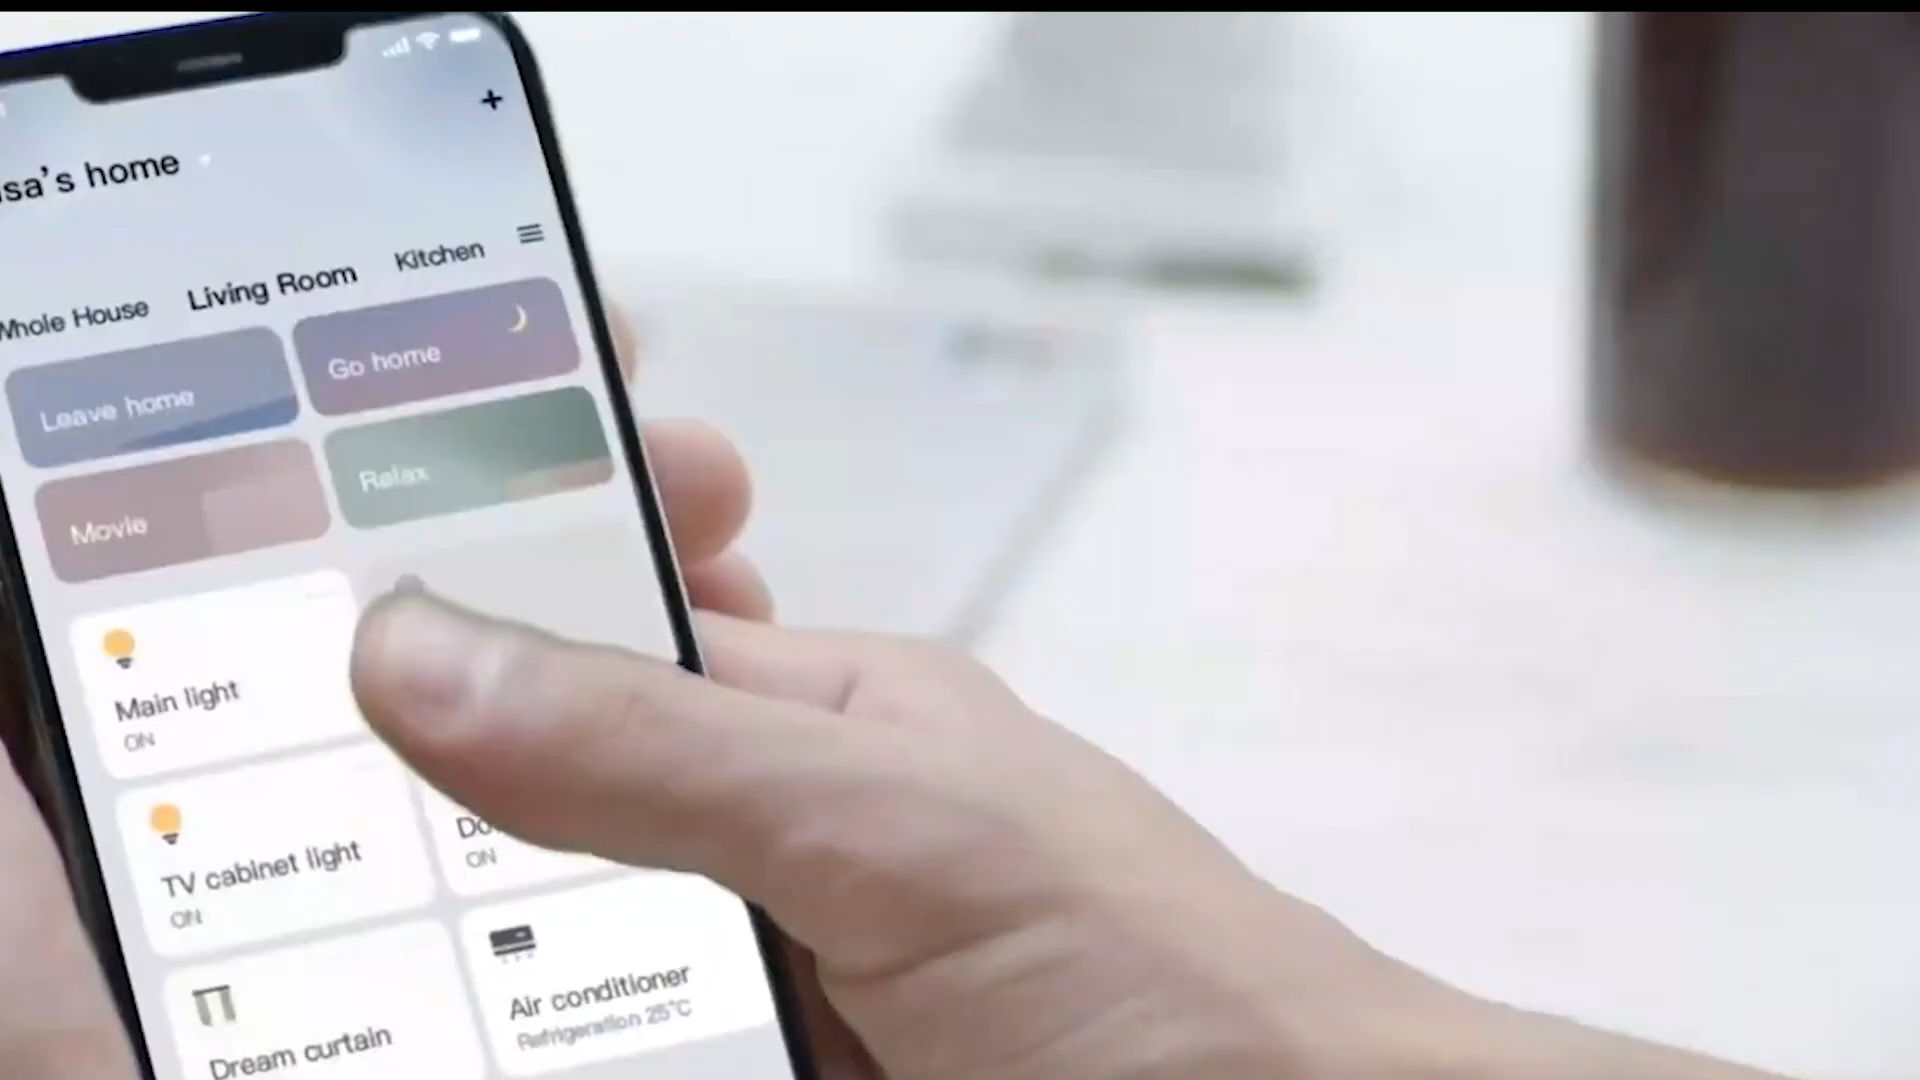 's home
Whole House
Living Room
Kitchen
Leave home
Go home
Movie
Relax
Main light
ON
TV cabinet light
ON
ON
Dream curtain
Air conditioner
Refrigeration 25°C